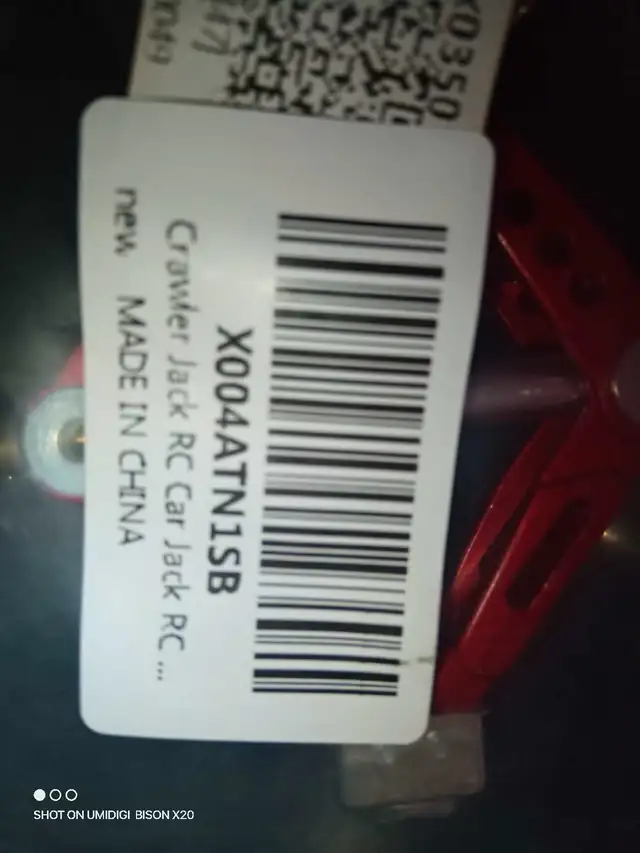 X004ATN1SB
Crawler Jack RC Car Jack RC ...
new MADE IN CHINA
SHOT ON UMIDIGI BISON X20